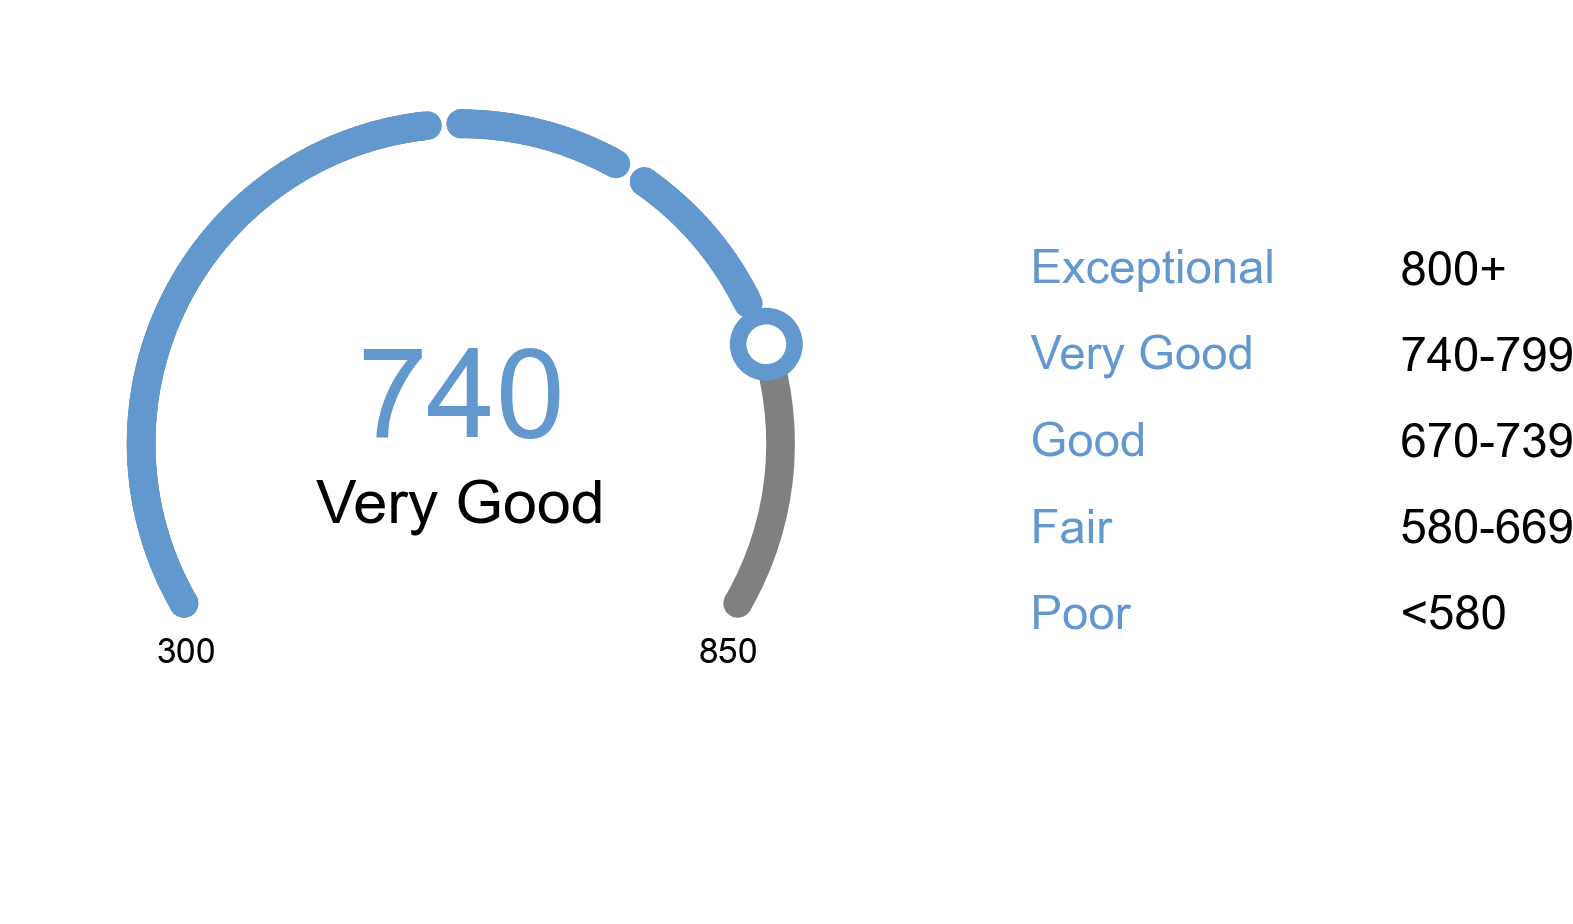 740
Very Good
300
850
Exceptional 800+
Very Good 740-799
Good 670-739
Fair 580-669
Poor <580